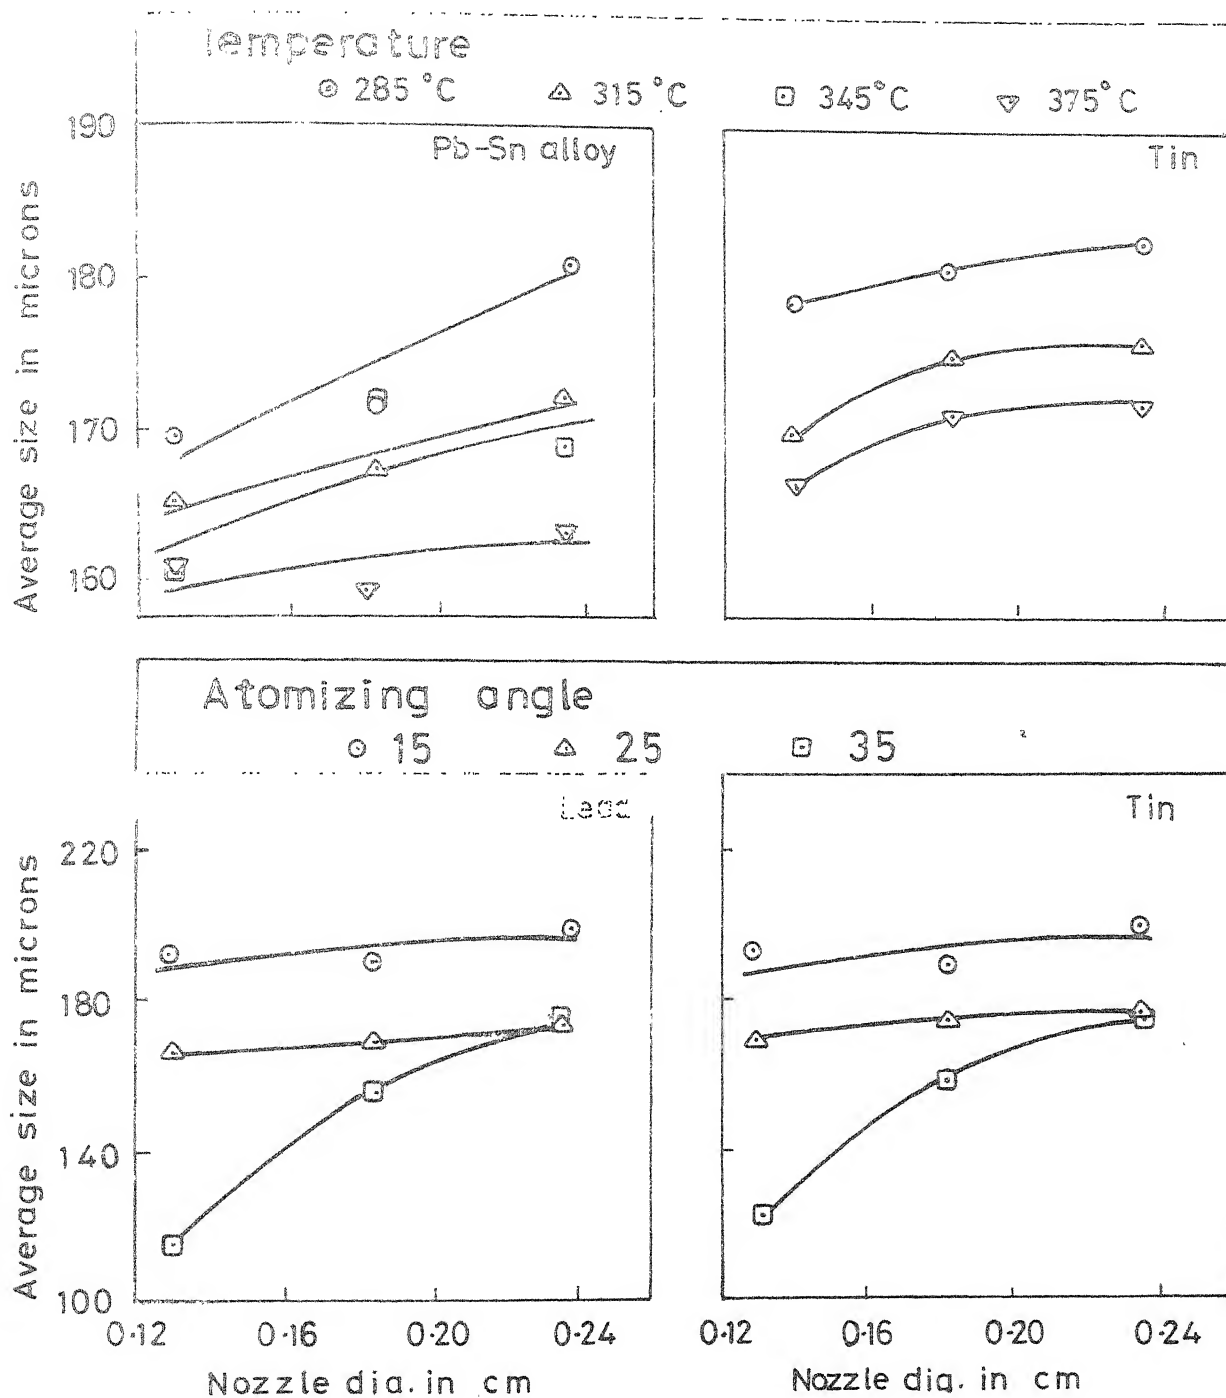 Temperature
285°C 315°C 345°C 375°C
190
Pb-Sn alloy
Tin
180
170
160
Average size in microns
Atomizing angle
15 25 35
Lead
Tin
220
180
140
100
Average size in microns
0·12 0·16 0·20 0·24 0·12 0·16 0·20 0·24
Nozzle dia. in cm Nozzle dia. in cm